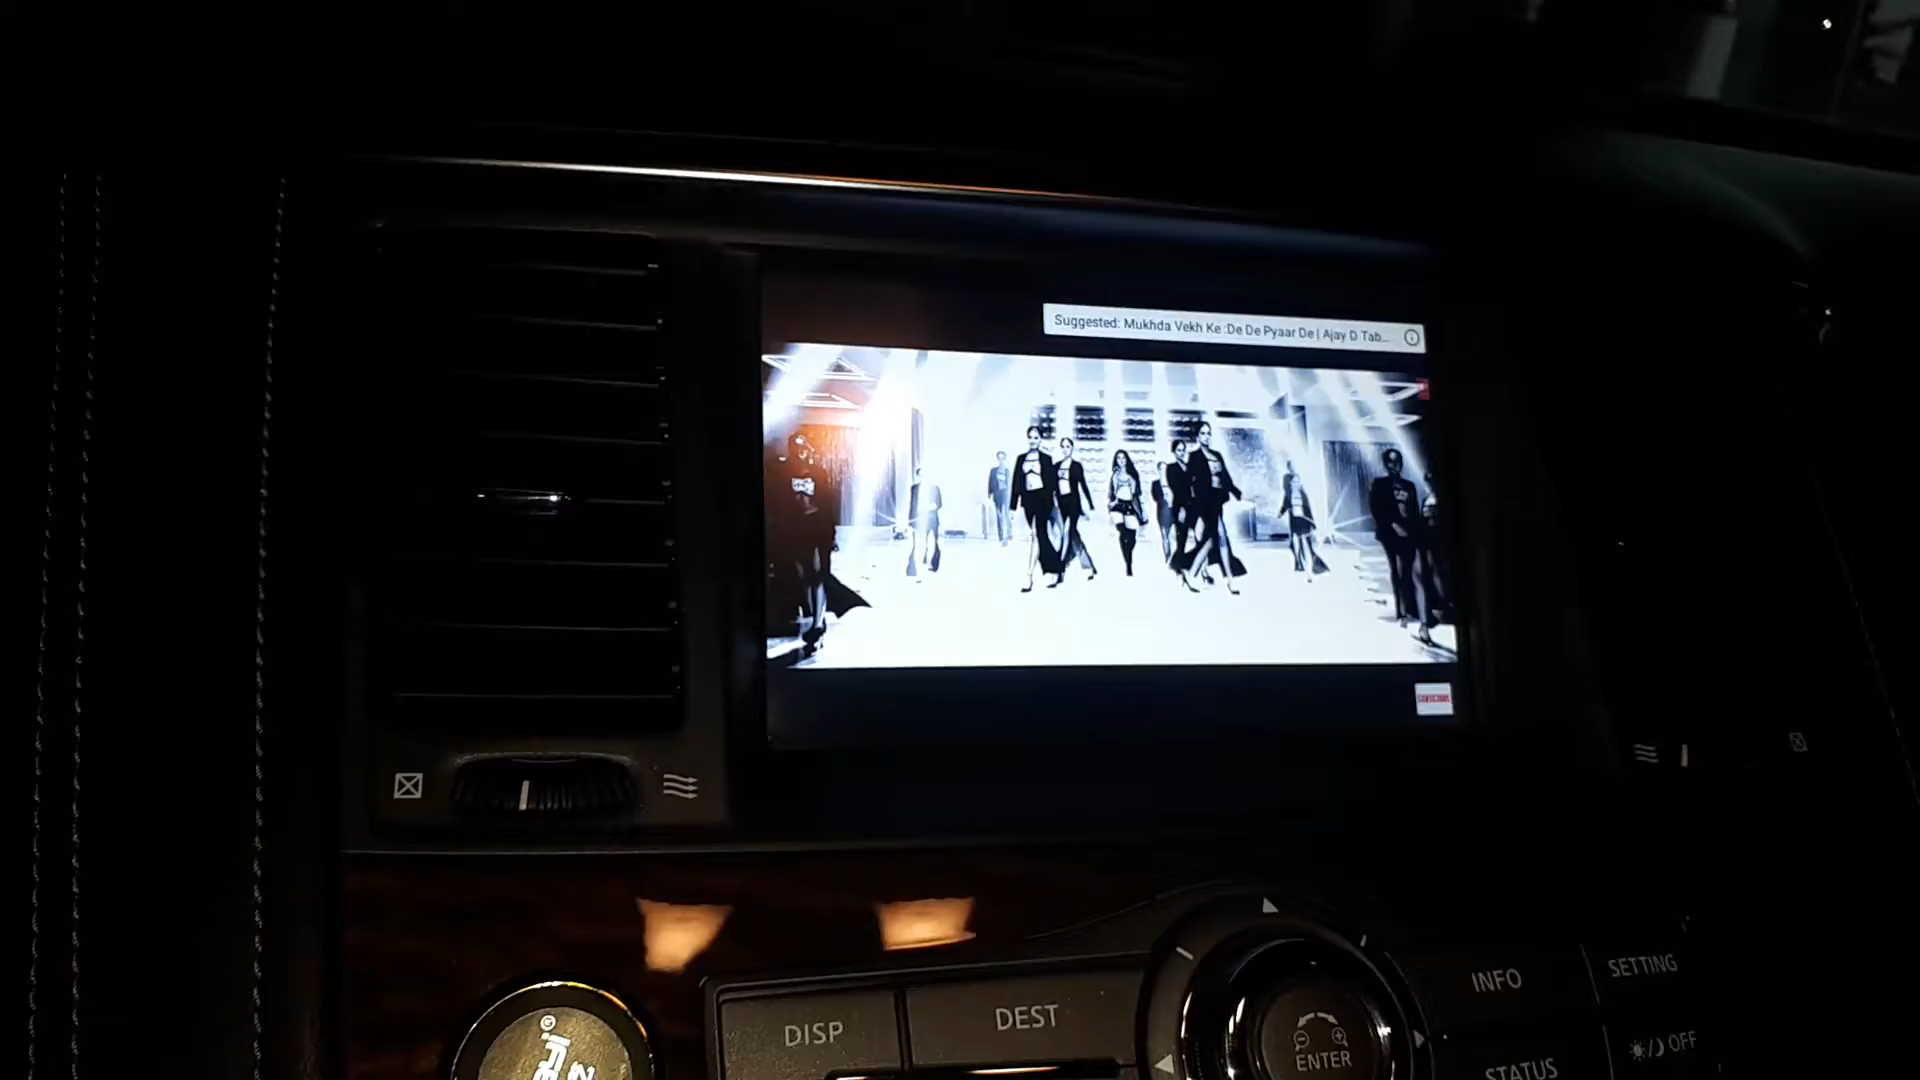 Suggested: Mukhda Vekh Ke :De De Pyaar De | Ajay D Tab...
INFO
SETTING
DISP
DEST
ENTER
STATUS
OFF